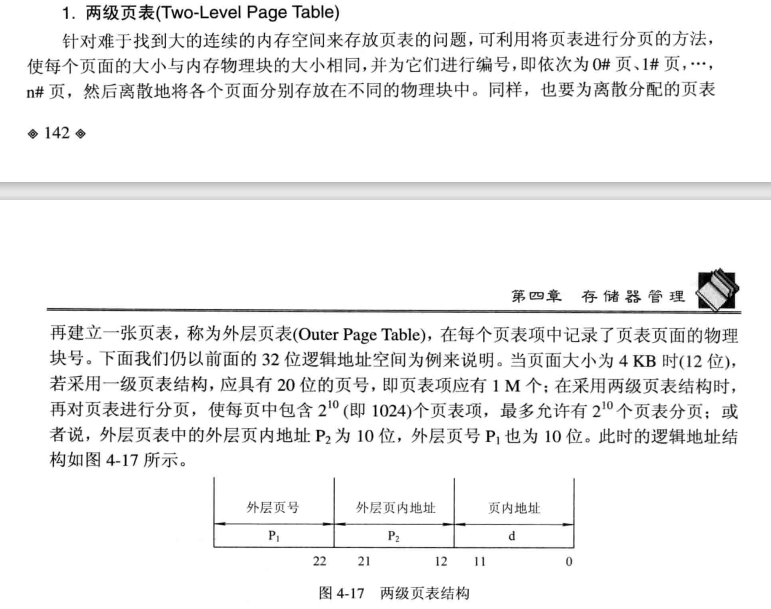 1. 两级页表(Two-Level Page Table)
针对难于找到大的连续的内存空间来存放页表的问题，可利用将页表进行分页的方法，
使每个页面的大小与内存物理块的大小相同，并为它们进行编号，即依次为 0# 页、1# 页，…，
n# 页，然后离散地将各个页面分别存放在不同的物理块中。同样，也要为离散分配的页表
142
第四章 存储器管理
再建立一张页表，称为外层页表(Outer Page Table)，在每个页表项中记录了页表页面的物理
块号。下面我们仍以前面的 32 位逻辑地址空间为例来说明。当页面大小为 4 KB 时(12 位)，
若采用一级页表结构，应具有 20 位的页号，即页表项应有 1 M 个；在采用两级页表结构时，
再对页表进行分页，使每页中包含 2¹⁰ (即 1024)个页表项，最多允许有 2¹⁰ 个页表分页；或
者说，外层页表中的外层页内地址 P₂ 为 10 位，外层页号 P₁ 也为 10 位。此时的逻辑地址结
构如图 4-17 所示。
外层页号 外层页内地址 页内地址
P₁ P₂ d
22 21 12 11 0
图 4-17 两级页表结构